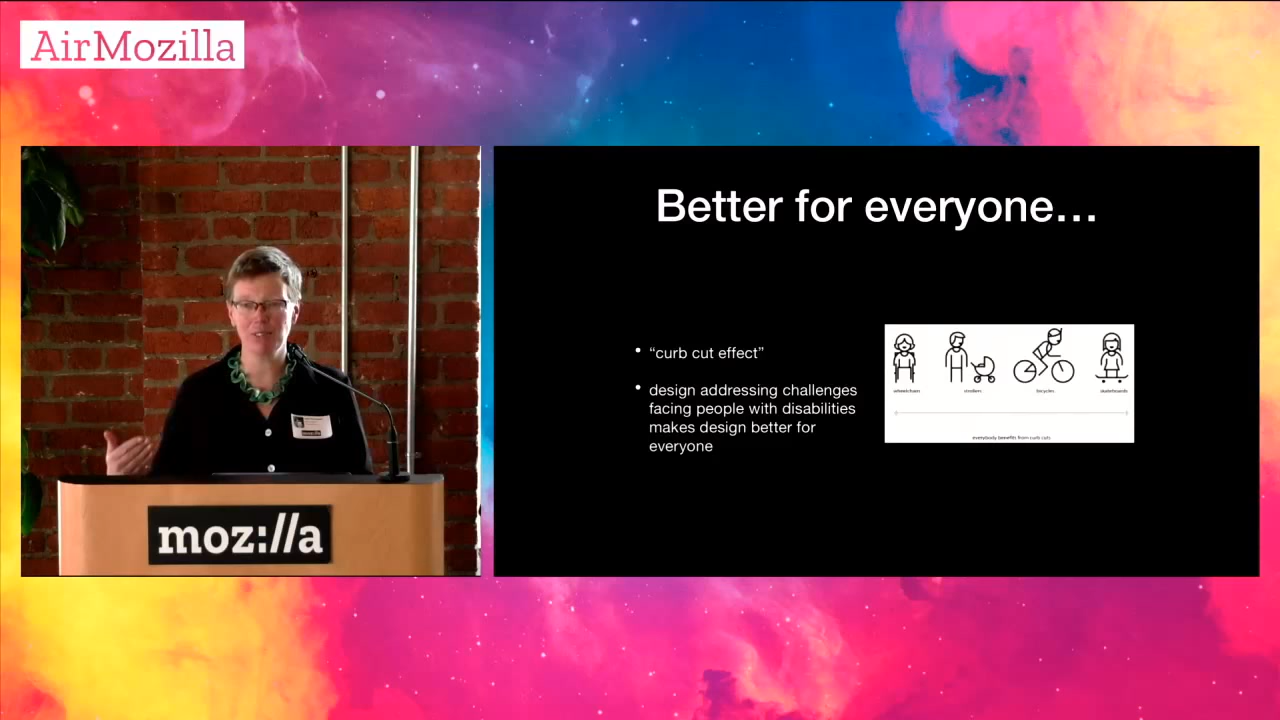 AirMozilla
moz://a
Better for everyone…
• “curb cut effect”
• design addressing challenges
facing people with disabilities
makes design better for
everyone
wheelchairs
strollers
bicycles
skateboards
everybody benefits from curb cuts